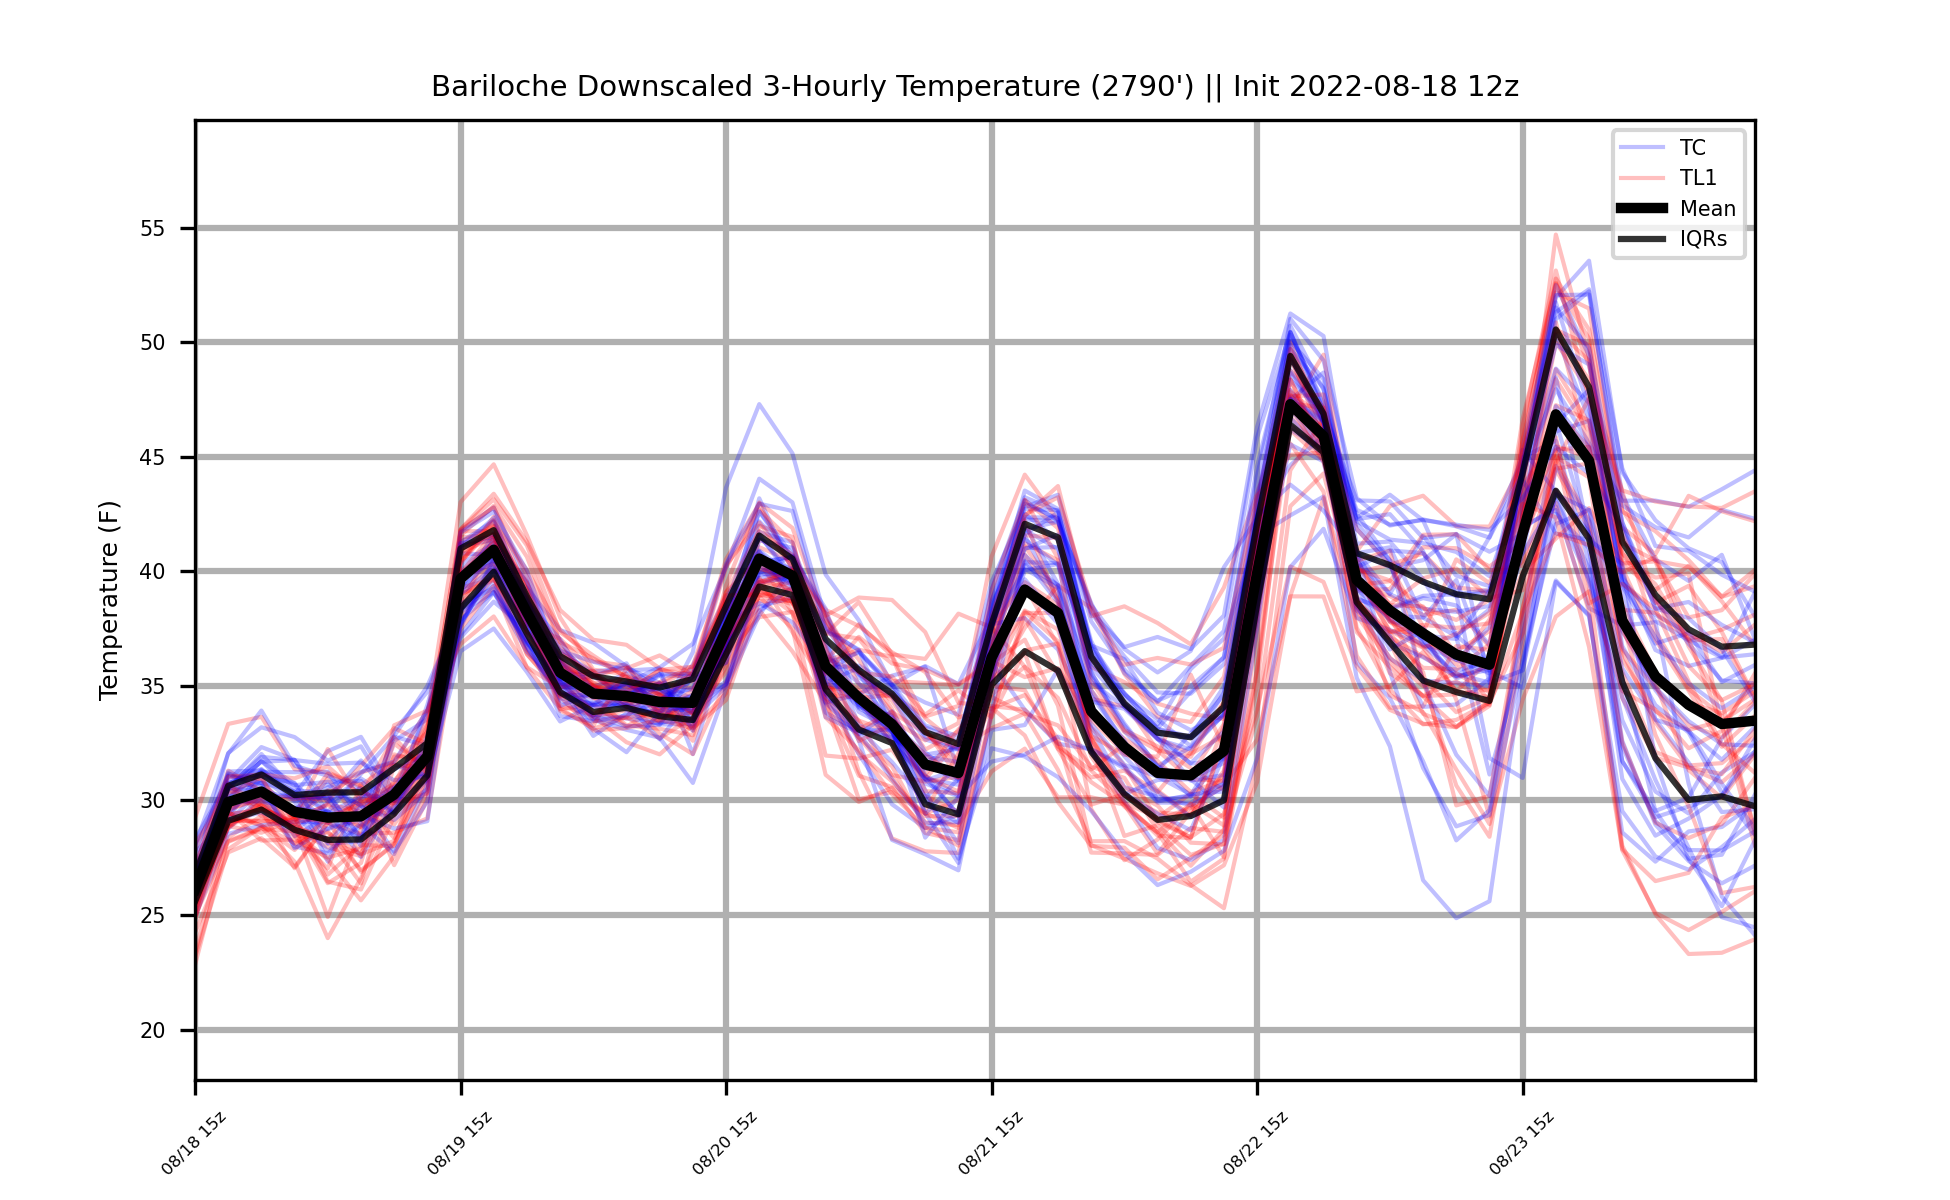 Bariloche Downscaled 3-Hourly Temperature (2790') || Init 2022-08-18 12z
TC
TL1
Mean
IQRs
Temperature (F)
55
50
45
40
35
30
25
20
08/18 15z
08/19 15z
08/20 15z
08/21 15z
08/22 15z
08/23 15z